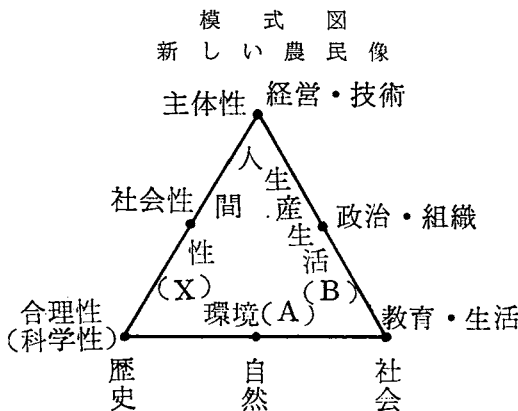 模式図
新しい農民像
主体性
経営・技術
人間性(X)
生産生活(B)
社会性
政治・組織
環境(A)
合理性
(科学性)
教育・生活
歴史
自然
社会